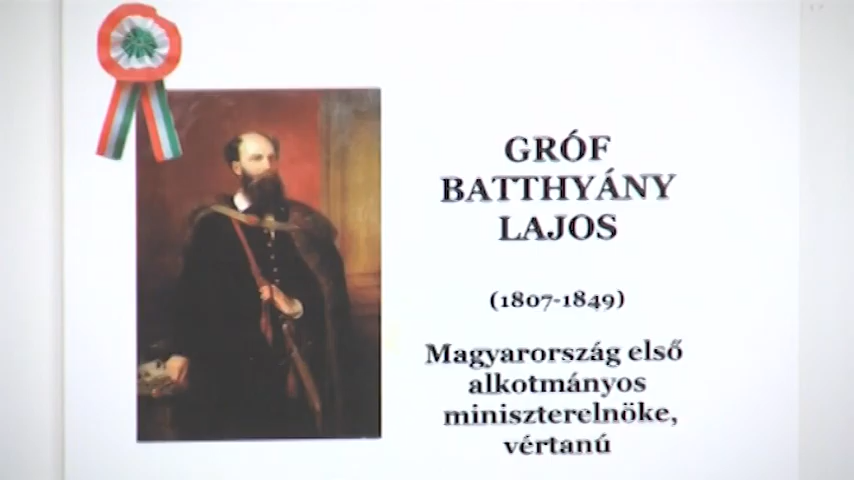 GRÓF
BATTHYÁNY
LAJOS
(1807-1849)
Magyarország első
alkotmányos
miniszterelnöke,
vértanú